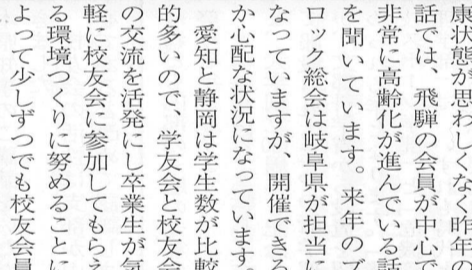 康状態が思わしくなく昨年の
話では、飛騨の会員が中心で
非常に高齢化が進んでいる話
を聞いています。来年のブ
ロック総会は岐阜県が担当に
なっていますが、開催できる
か心配な状況になっています。
愛知と静岡は学生数が比較
的多いので、学友会と校友会
の交流を活発にし卒業生が気
軽に校友会に参加してもらえ
る環境つくりに努めることに
よって少しずつでも校友会員